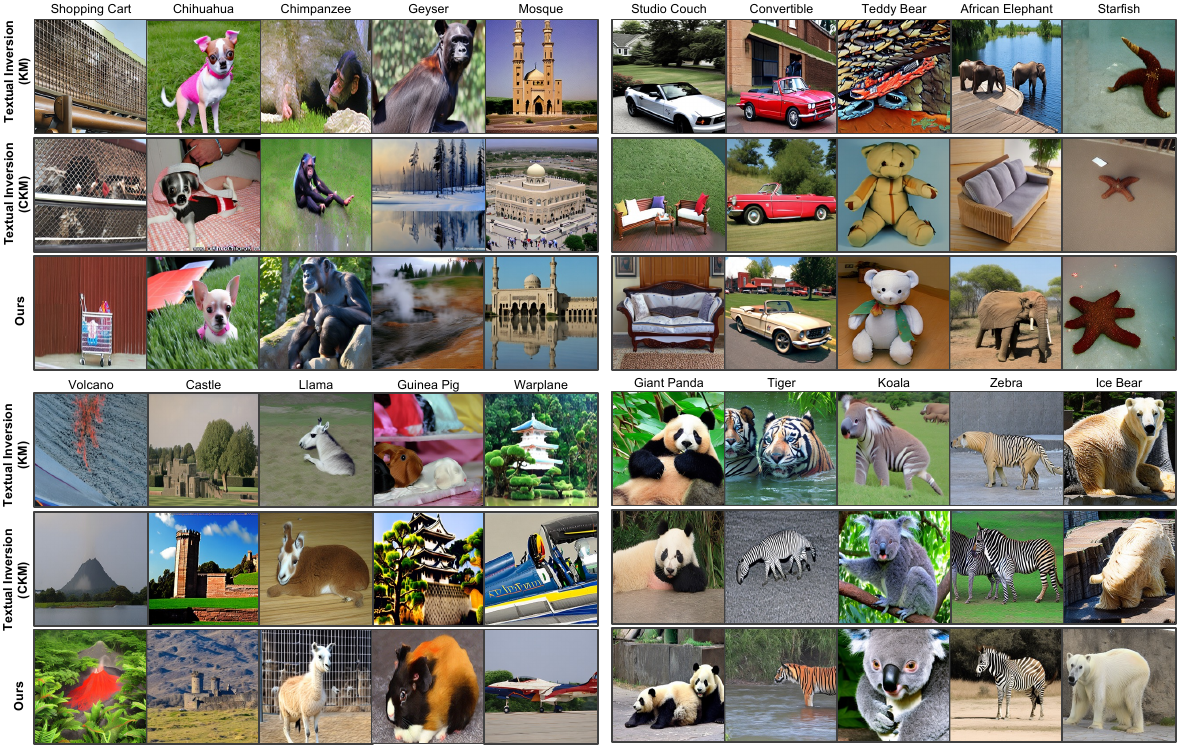 Shopping Cart Chihuahua Chimpanzee Geyser Mosque Studio Couch Convertible Teddy Bear African Elephant Starfish
Textual Inversion
(KM)
Textual Inversion
(CKM)
Ours
Volcano Castle Llama Guinea Pig Warplane Giant Panda Tiger Koala Zebra Ice Bear
Textual Inversion
(KM)
Textual Inversion
(CKM)
Ours